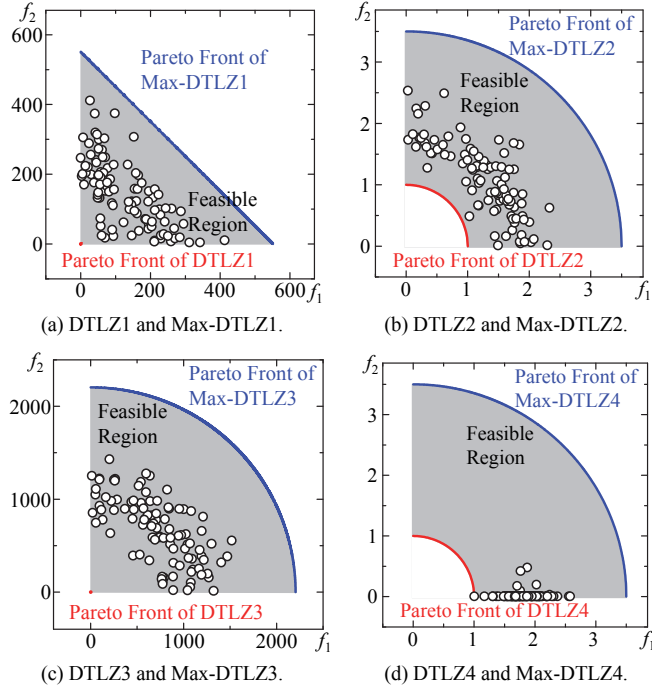 f2
600
400
200
0
Pareto Front of
Max-DTLZ1
Feasible
Region
Pareto Front of DTLZ1
0 200 400 600
f1
(a) DTLZ1 and Max-DTLZ1.
f2
3
2
1
0
Pareto Front of
Max-DTLZ2
Feasible
Region
Pareto Front of DTLZ2
0 1 2 3
f1
(b) DTLZ2 and Max-DTLZ2.
f2
2000
1000
0
Pareto Front of
Max-DTLZ3
Feasible
Region
Pareto Front of DTLZ3
0 1000 2000
f1
(c) DTLZ3 and Max-DTLZ3.
f2
3
2
1
0
Pareto Front of
Max-DTLZ4
Feasible
Region
Pareto Front of DTLZ4
0 1 2 3
f1
(d) DTLZ4 and Max-DTLZ4.